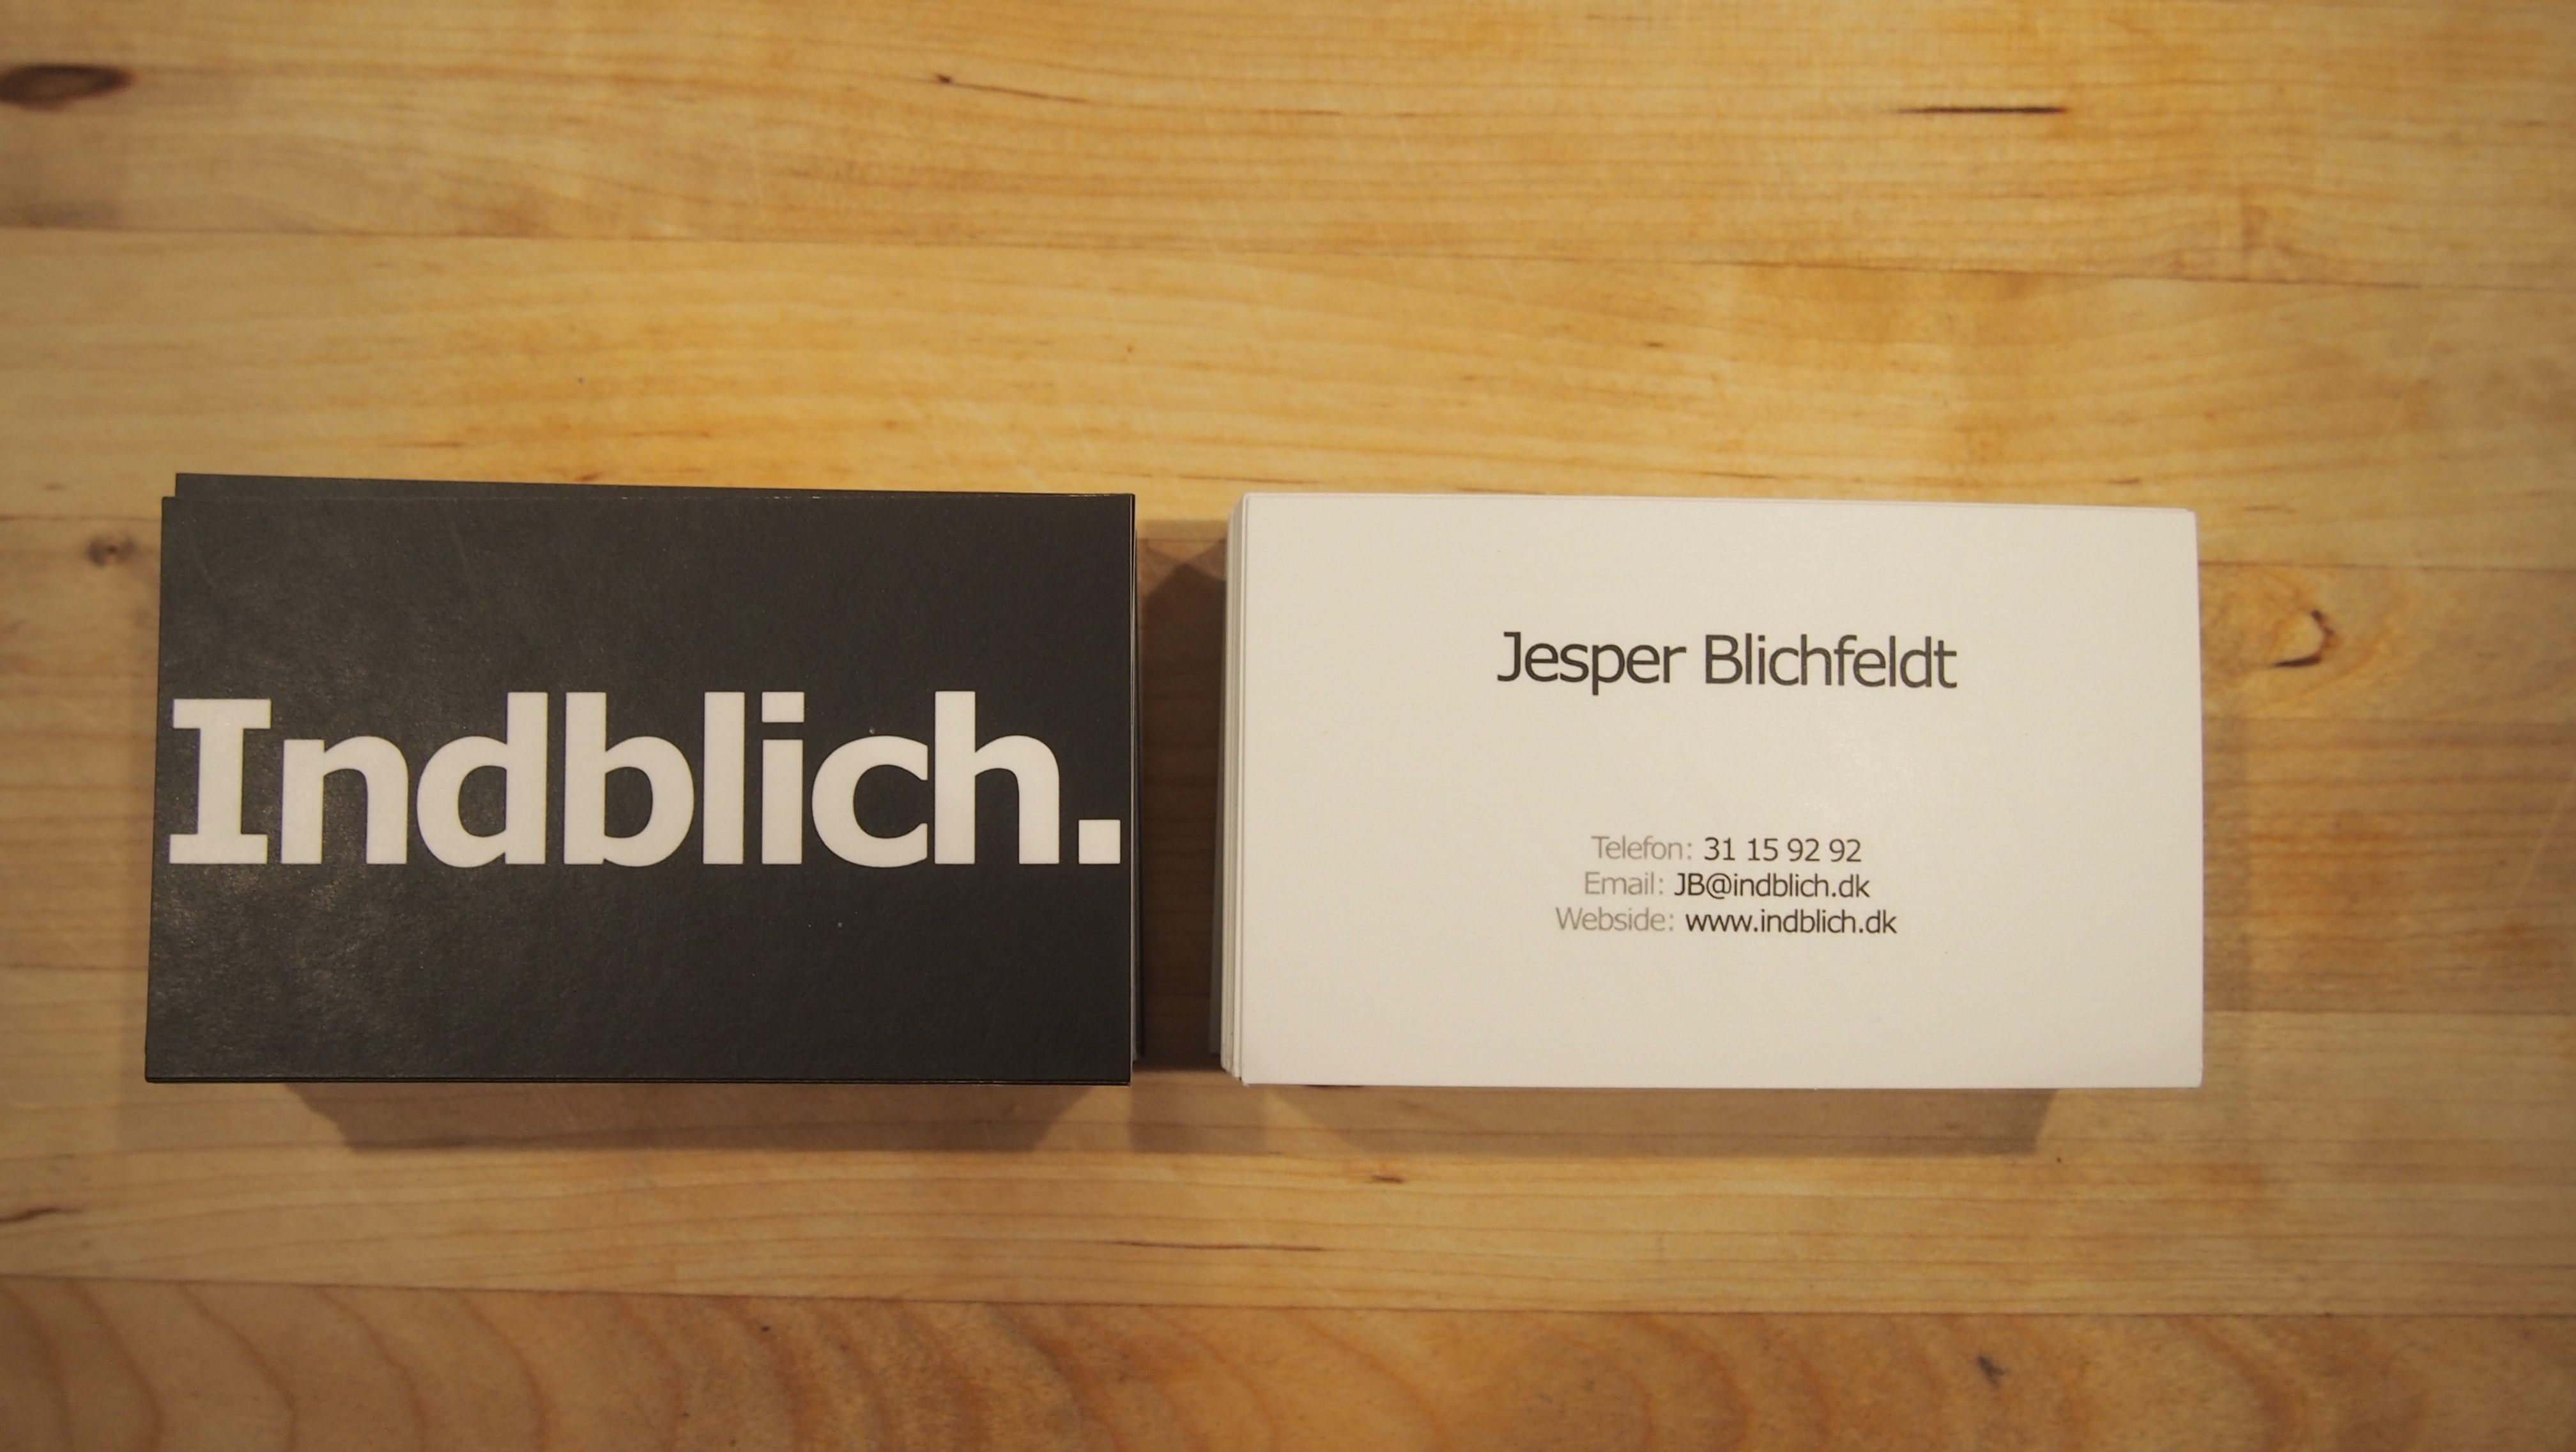 Indblich.
Jesper Blichfeldt
Telefon: 31 15 92 92
Email: JB@indblich.dk
Webside: www.indblich.dk